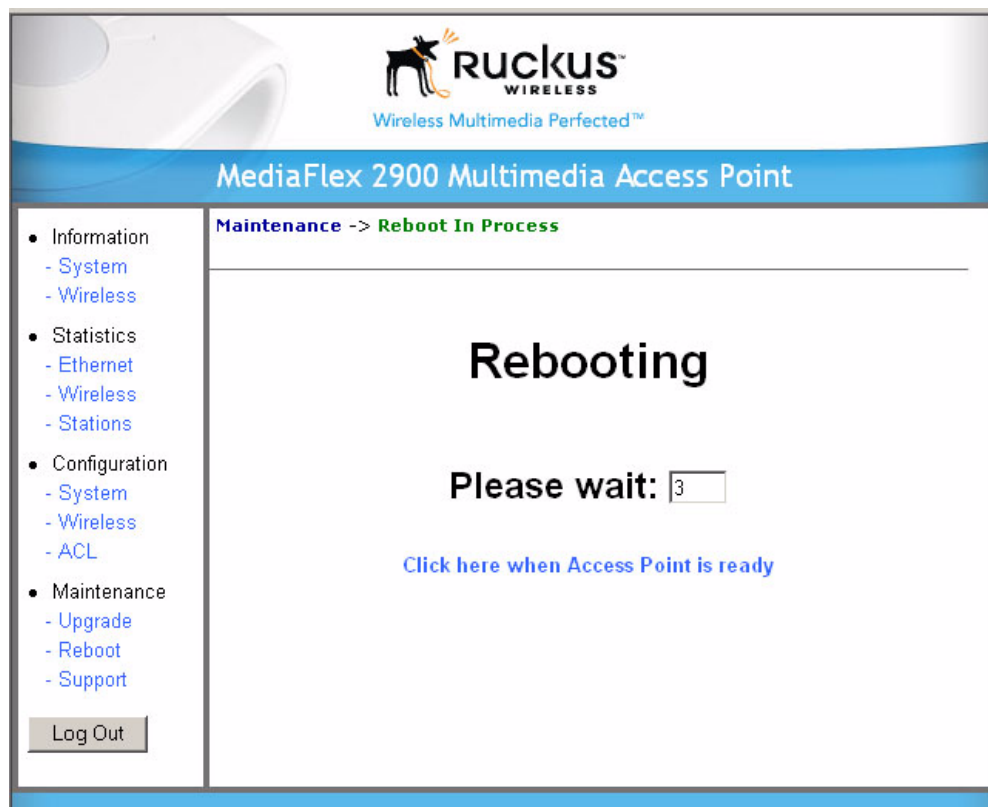 Ruckus™
WIRELESS
Wireless Multimedia Perfected™
MediaFlex 2900 Multimedia Access Point
• Information
- System
- Wireless
• Statistics
- Ethernet
- Wireless
- Stations
• Configuration
- System
- Wireless
- ACL
• Maintenance
- Upgrade
- Reboot
- Support
Log Out
Maintenance -> Reboot In Process
Rebooting
Please wait: 3
Click here when Access Point is ready